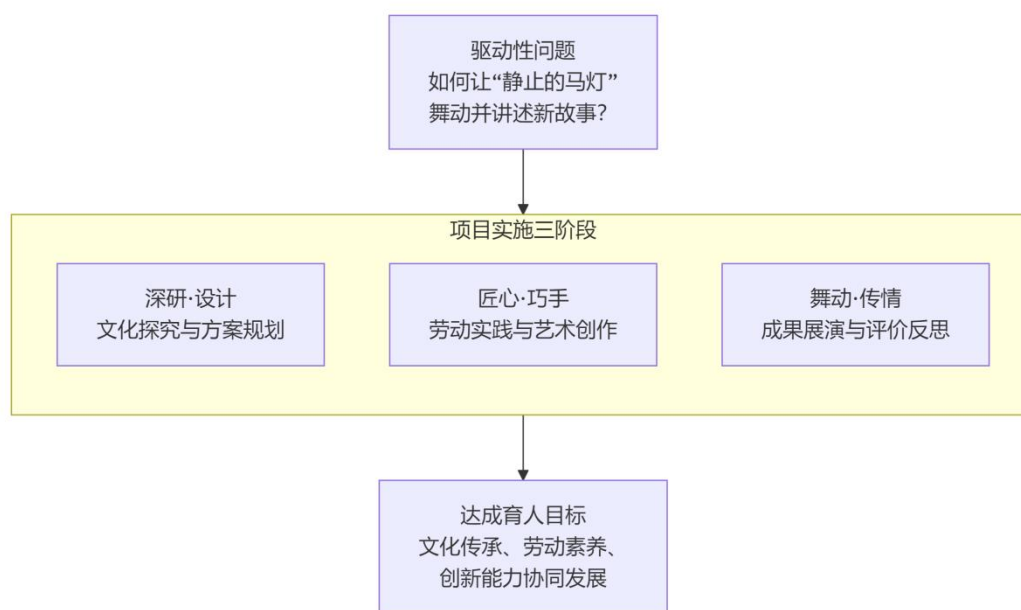 驱动性问题
如何让“静止的马灯”
舞动并讲述新故事？
项目实施三阶段
深研·设计
文化探究与方案规划
匠心·巧手
劳动实践与艺术创作
舞动·传情
成果展演与评价反思
达成育人目标
文化传承、劳动素养、
创新能力协同发展